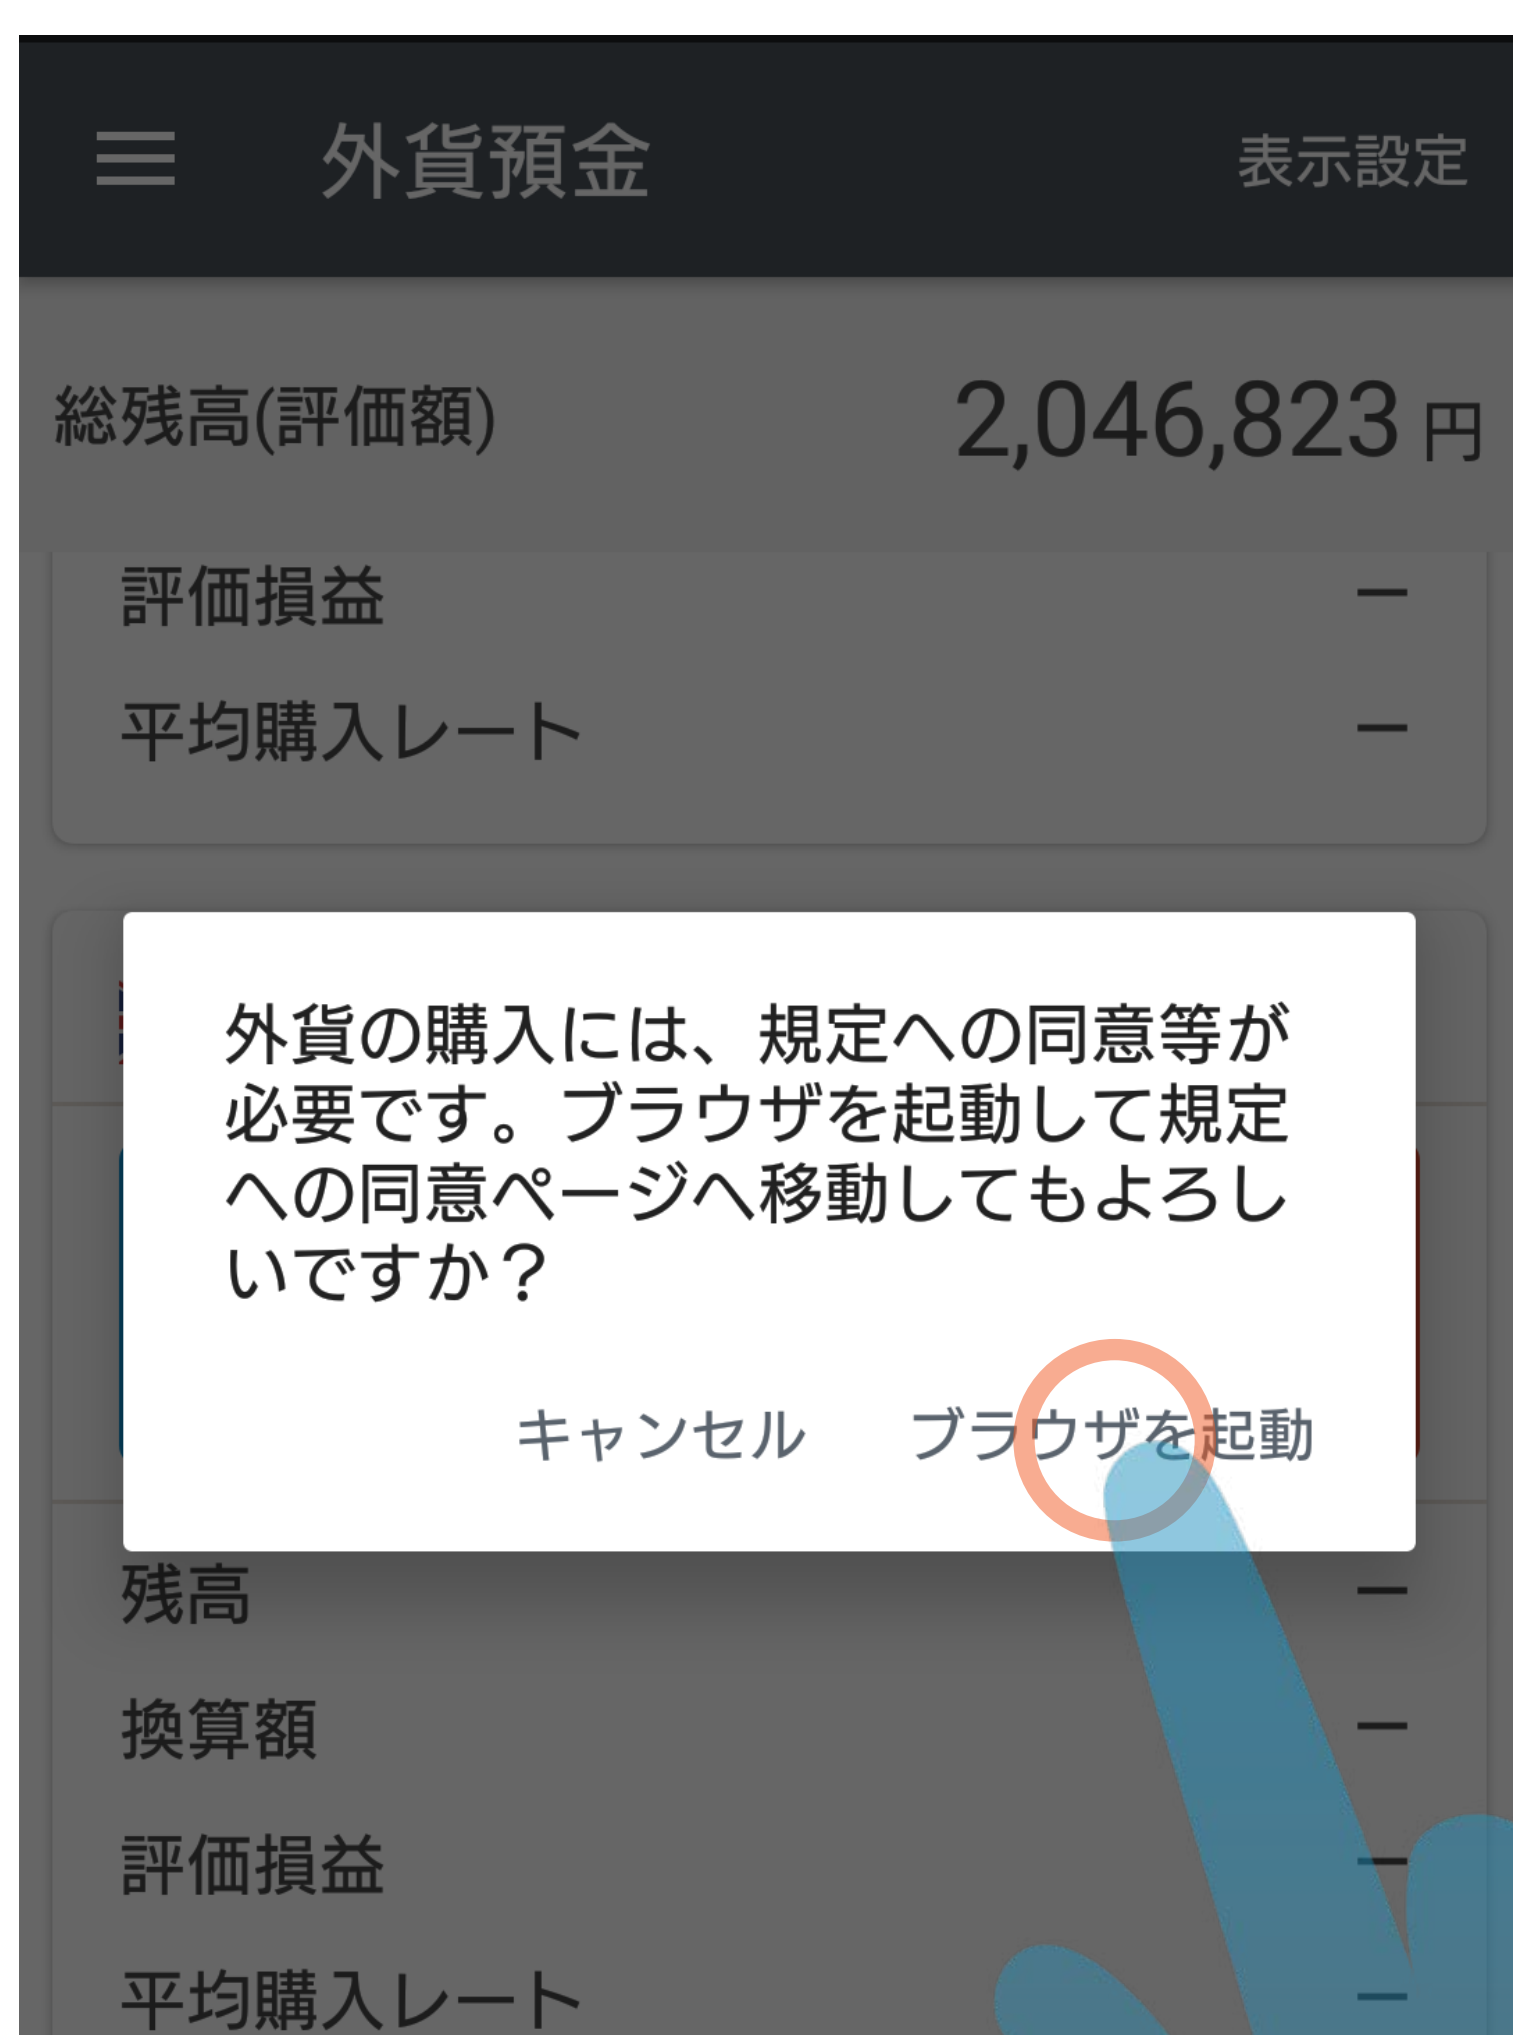 外貨預金
表示設定
総残高(評価額)
2,046,823 円
評価損益 ー
平均購入レート ー
外貨の購入には、規定への同意等が
必要です。ブラウザを起動して規定
への同意ページへ移動してもよろし
いですか？
キャンセル
ブラウザを起動
残高 ー
換算額 ー
評価損益 ー
平均購入レート ー